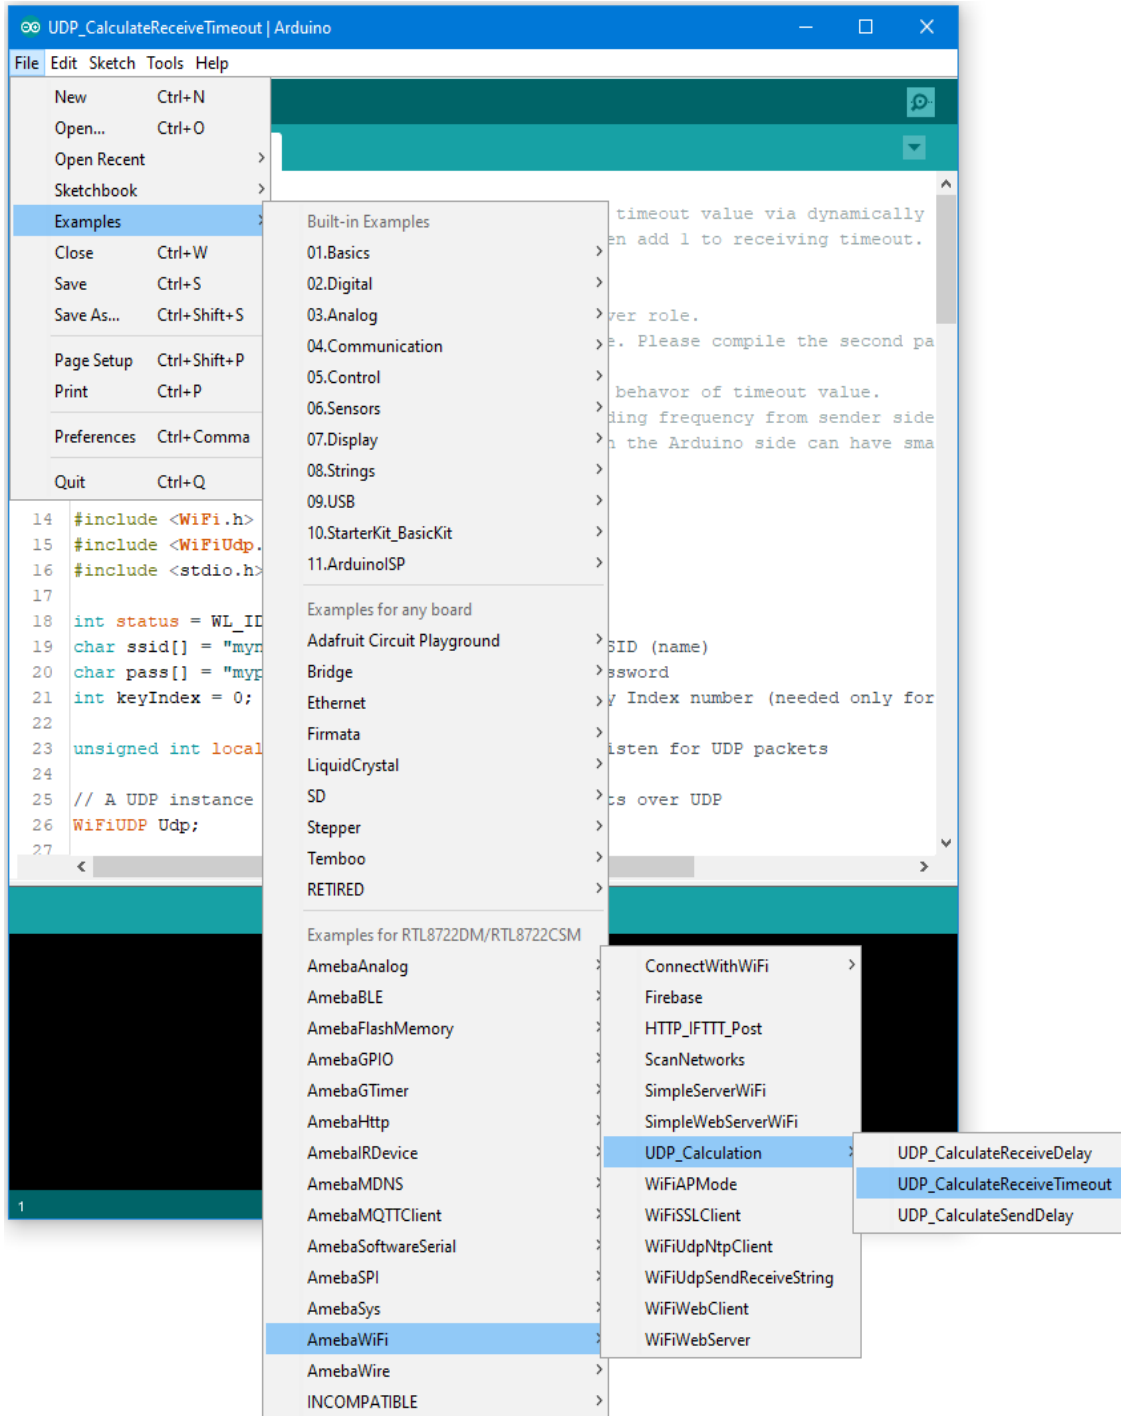 UDP_CalculateReceiveTimeout | Arduino
File Edit Sketch Tools Help
New Ctrl+N
Open... Ctrl+O
Open Recent
Sketchbook
Examples
Close Ctrl+W
Save Ctrl+S
Save As... Ctrl+Shift+S
Page Setup Ctrl+Shift+P
Print Ctrl+P
Preferences Ctrl+Comma
Quit Ctrl+Q
Built-in Examples
01.Basics
02.Digital
03.Analog
04.Communication
05.Control
06.Sensors
07.Display
08.Strings
09.USB
10.StarterKit_BasicKit
11.ArduinoISP
Examples for any board
Adafruit Circuit Playground
Bridge
Ethernet
Firmata
LiquidCrystal
SD
Stepper
Temboo
RETIRED
Examples for RTL8722DM/RTL8722CSM
AmebaAnalog
AmebaBLE
AmebaFlashMemory
AmebaGPIO
AmebaGTimer
AmebaHttp
AmebaIRDevice
AmebaMDNS
AmebaMQTTClient
AmebaSoftwareSerial
AmebaSPI
AmebaSys
AmebaWiFi
AmebaWire
INCOMPATIBLE
ConnectWithWiFi
Firebase
HTTP_IFTTT_Post
ScanNetworks
SimpleServerWiFi
SimpleWebServerWiFi
UDP_Calculation
WiFiAPMode
WiFiSSLClient
WiFiUdpNtpClient
WiFiUdpSendReceiveString
WiFiWebClient
WiFiWebServer
UDP_CalculateReceiveDelay
UDP_CalculateReceiveTimeout
UDP_CalculateSendDelay
timeout value via dynamically
en add 1 to receiving timeout.
ver role.
e. Please compile the second pa
behavor of timeout value.
ding frequency from sender side
n the Arduino side can have sma
14 #include <WiFi.h>
15 #include <WiFiUdp.
16 #include <stdio.h>
17
18 int status = WL_ID
19 char ssid[] = "myn SSID (name)
20 char pass[] = "myp ssword
21 int keyIndex = 0; y Index number (needed only for
22
23 unsigned int local isten for UDP packets
24
25 // A UDP instance ts over UDP
26 WiFiUDP Udp;
27
1